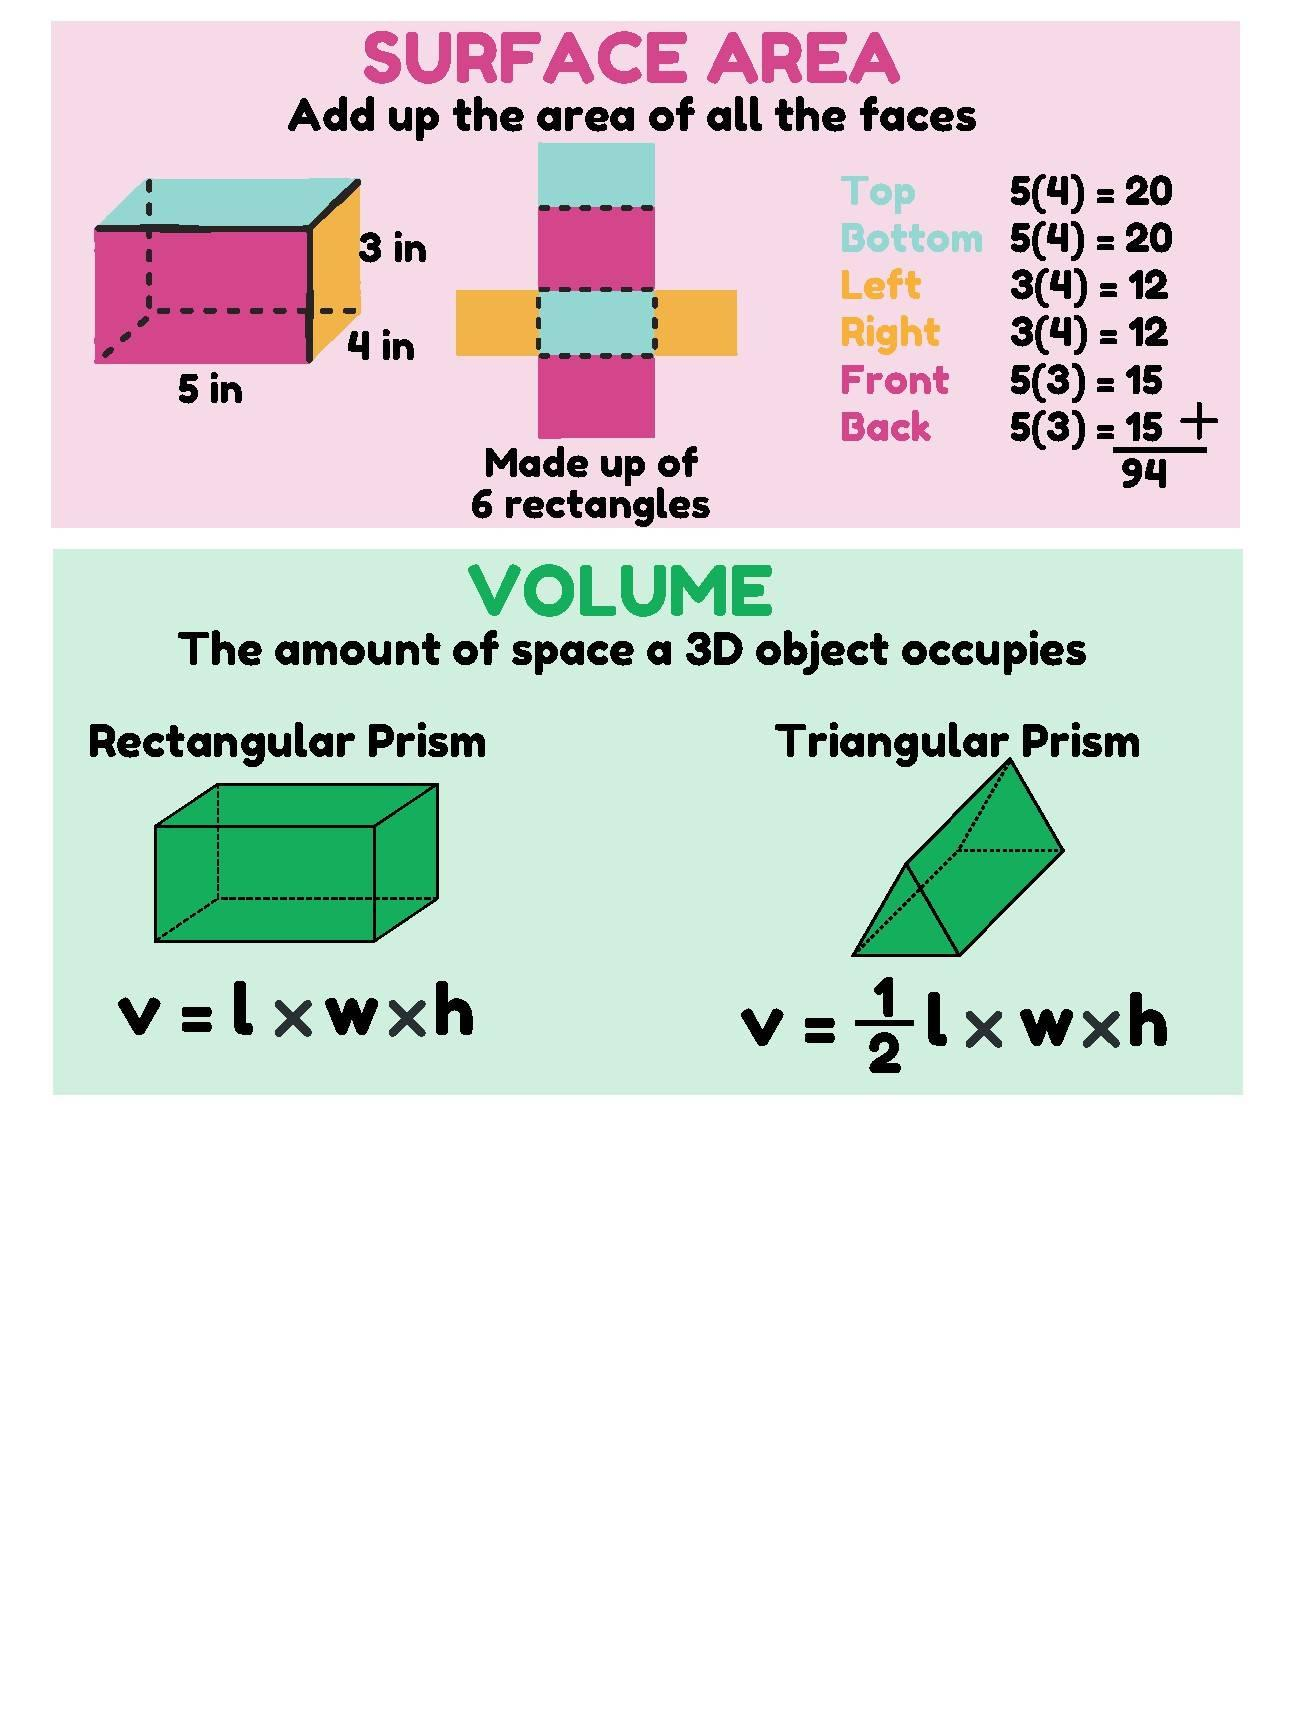 SURFACE AREA
Add up the area of all the faces
3 in
4 in
5 in
Made up of
6 rectangles
Top 5(4) = 20
Bottom 5(4) = 20
Left 3(4) = 12
Right 3(4) = 12
Front 5(3) = 15
Back 5(3) = 15 +
94
VOLUME
The amount of space a 3D object occupies
Rectangular Prism
v = l × w × h
Triangular Prism
v = 1/2 l × w × h